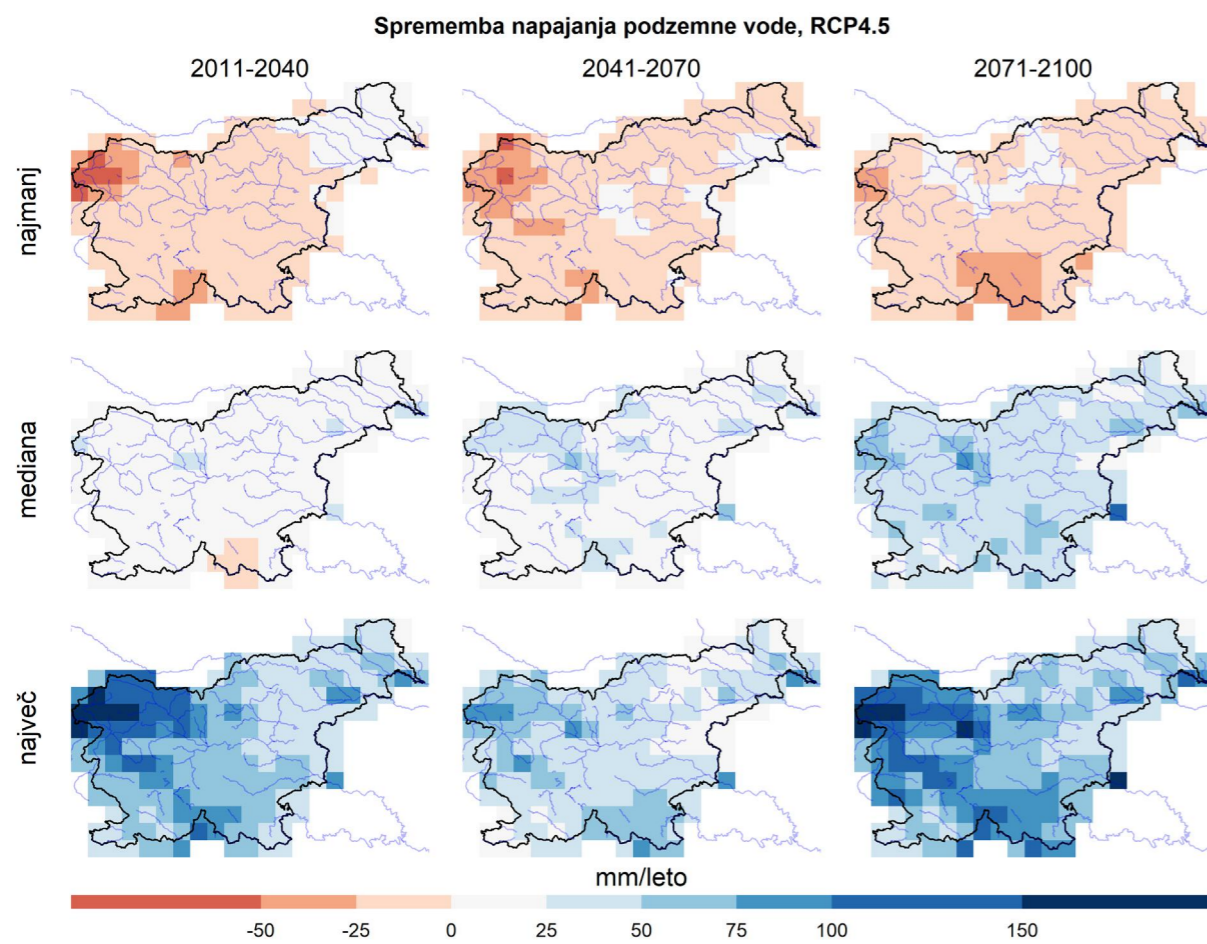 Sprememba napajanja podzemne vode, RCP4.5
2011-2040
2041-2070
2071-2100
najmanj
mediana
največ
mm/leto
-50
-25
0
25
50
75
100
150